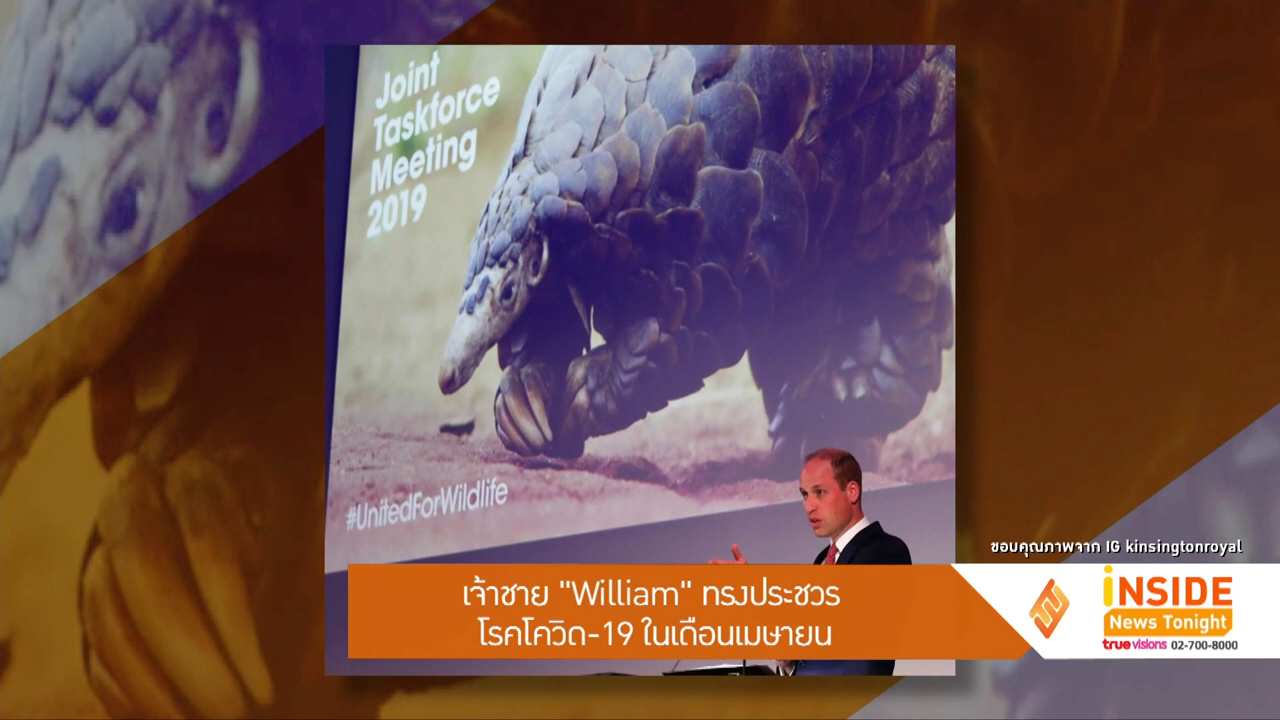 Joint
Taskforce
Meeting
2019
#UnitedForWildlife
ขอบคุณภาพจาก IG kinsingtonroyal
เจ้าชาย "William" ทรงประชวร
โรคโควิด-19 ในเดือนเมษายน
iNSIDE
News Tonight
truevisions 02-700-8000